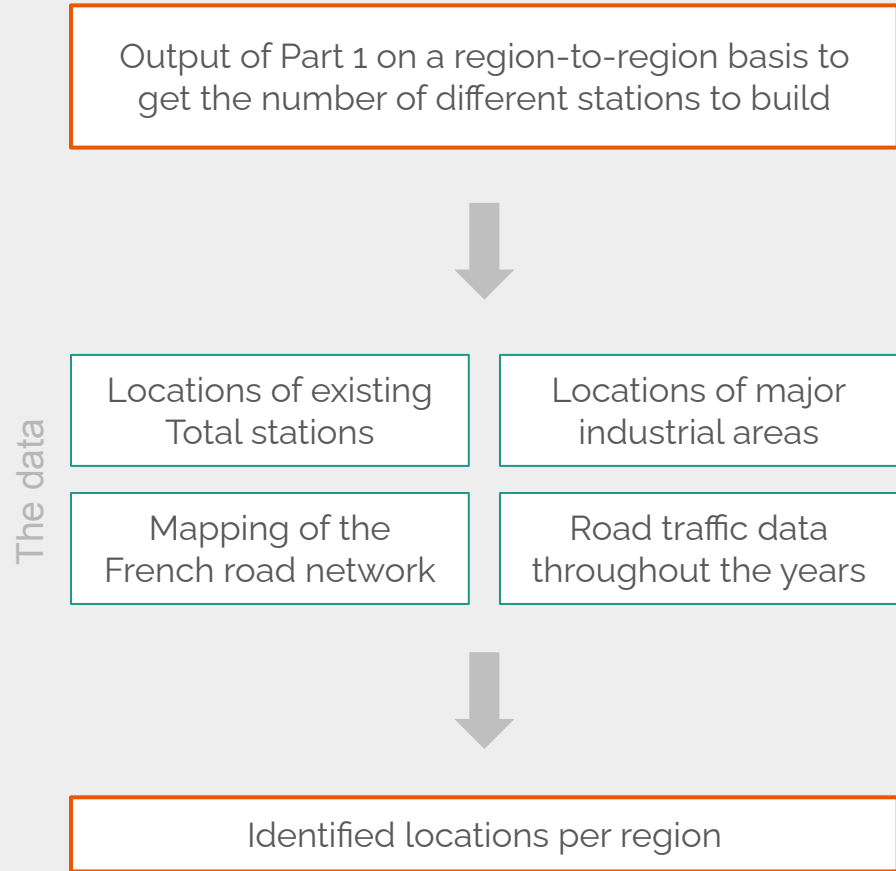 Output of Part 1 on a region-to-region basis to
get the number of different stations to build
The data
Locations of existing
Total stations
Locations of major
industrial areas
Mapping of the
French road network
Road traffic data
throughout the years
Identified locations per region